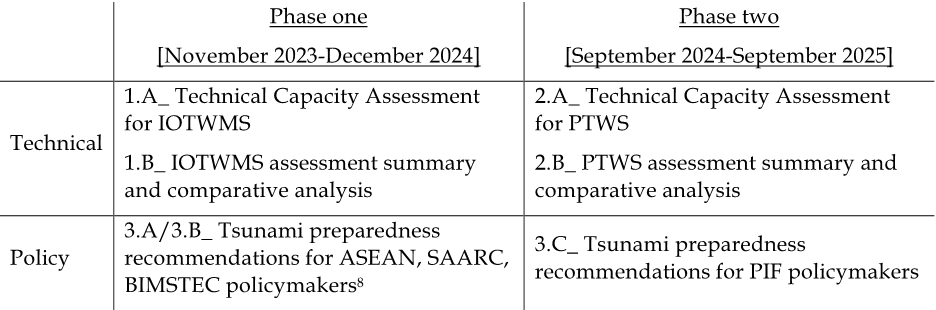 Phase one
[November 2023-December 2024]
Phase two
[September 2024-September 2025]
Technical
1.A_ Technical Capacity Assessment
for IOTWMS
1.B_ IOTWMS assessment summary
and comparative analysis
2.A_ Technical Capacity Assessment
for PTWS
2.B_ PTWS assessment summary and
comparative analysis
Policy
3.A/3.B_ Tsunami preparedness
recommendations for ASEAN, SAARC,
BIMSTEC policymakers⁸
3.C_ Tsunami preparedness
recommendations for PIF policymakers